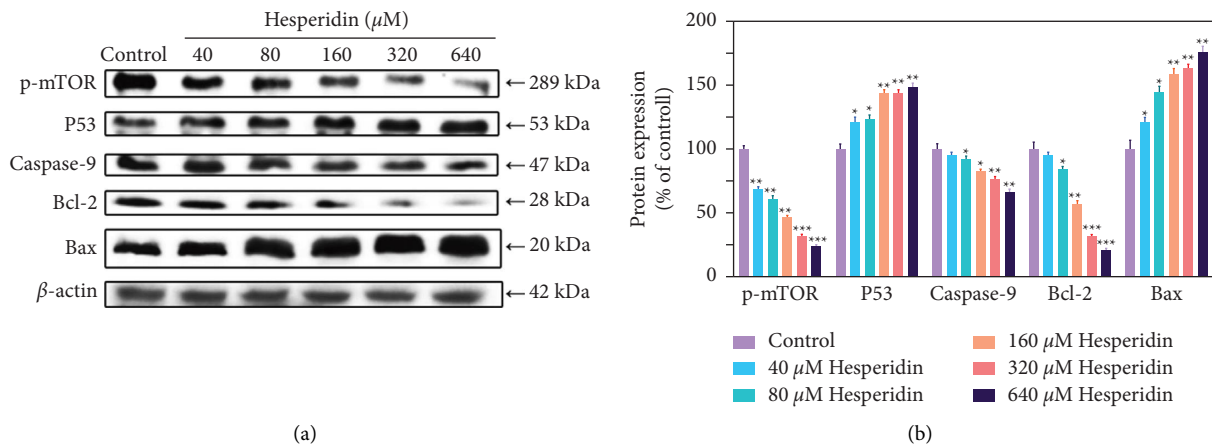 Hesperidin (μM)
Control 40 80 160 320 640
p-mTOR ←289 kDa
P53 ←53 kDa
Caspase-9 ←47 kDa
Bcl-2 ←28 kDa
Bax ←20 kDa
β-actin ←42 kDa
(a)
Protein expression
(% of controll)
200
150
100
50
0
** ** ** *** ***
* * ** ** **
* * * **
* ** *** ***
* * ** ** **
p-mTOR P53 Caspase-9 Bcl-2 Bax
Control
40 μM Hesperidin
80 μM Hesperidin
160 μM Hesperidin
320 μM Hesperidin
640 μM Hesperidin
(b)